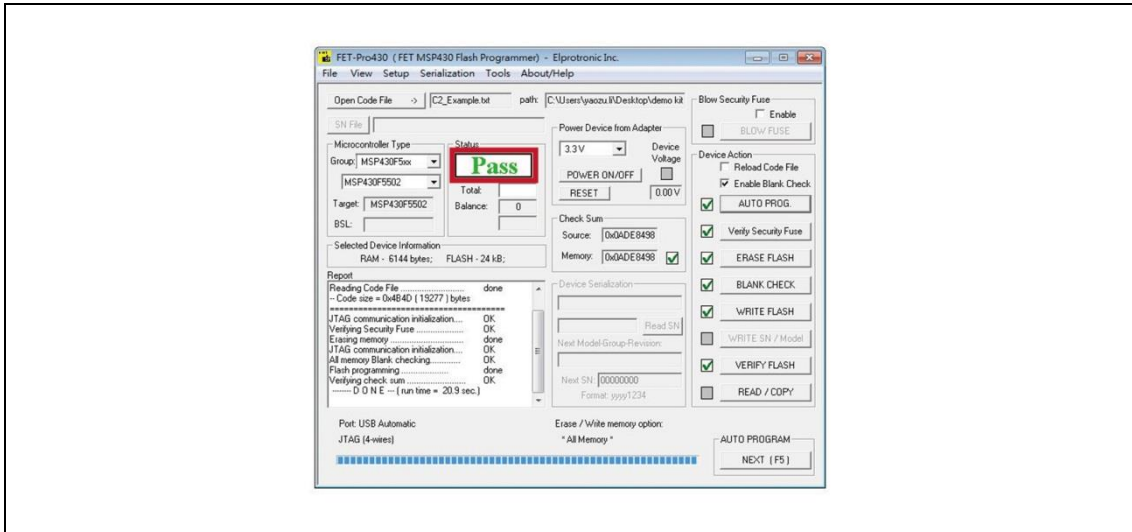 FET-Pro430 ( FET MSP430 Flash Programmer) - Elprotronic Inc.
File View Setup Serialization Tools About/Help
Open Code File -> C2_Example.txt path: C:\Users\yaozu.li\Desktop\demo kit
SN File
Microcontroller Type
Group: MSP430F5xx
MSP430F5502
Target: MSP430F5502
BSL:
Status
Pass
Total:
Balance: 0
Selected Device Information
RAM - 6144 bytes; FLASH - 24 kB;
Report
Reading Code File ........................... done
-- Code size = 0x4B4D ( 19277 ) bytes
========================================
JTAG communication initialization.... OK
Verifying Security Fuse .................... OK
Erasing memory ............................. done
JTAG communication initialization.... OK
All memory Blank checking.............. OK
Flash programming ..................... done
Verifying check sum .......................... OK
------- D O N E --- ( run time = 20.9 sec.)
Power Device from Adapter
3.3 V
Device
Voltage
POWER ON/OFF
RESET 0.00 V
Check Sum
Source: 0x0ADE8498
Memory: 0x0ADE8498
Device Serialization
Read SN
Next Model-Group-Revision:
Next SN: 00000000
Format: yyyy1234
Blow Security Fuse
Enable
BLOW FUSE
Device Action
Reload Code File
Enable Blank Check
AUTO PROG.
Verify Security Fuse
ERASE FLASH
BLANK CHECK
WRITE FLASH
WRITE SN / Model
VERIFY FLASH
READ / COPY
Port: USB Automatic
JTAG (4-wires)
Erase / Write memory option:
" All Memory "
AUTO PROGRAM
NEXT ( F5 )